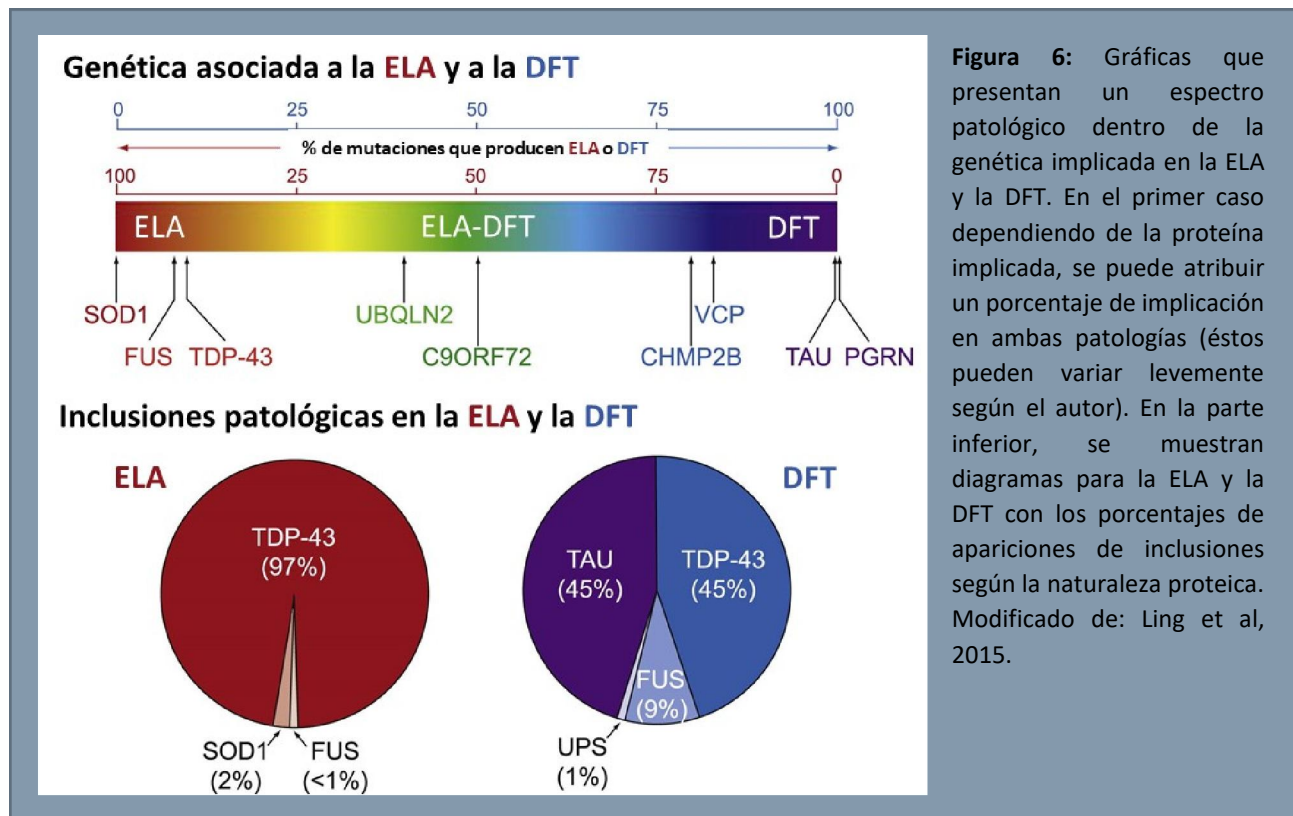 Genética asociada a la ELA y a la DFT
0 25 50 75 100
% de mutaciones que producen ELA o DFT
100 25 50 75 0
ELA ELA-DFT DFT
SOD1 UBQLN2 VCP
FUS TDP-43 C9ORF72 CHMP2B TAU PGRN
Inclusiones patológicas en la ELA y la DFT
ELA
TDP-43
(97%)
SOD1
(2%)
FUS
(<1%)
DFT
TAU
(45%)
TDP-43
(45%)
FUS
(9%)
UPS
(1%)
Figura 6: Gráficas que
presentan un espectro
patológico dentro de la
genética implicada en la ELA
y la DFT. En el primer caso
dependiendo de la proteína
implicada, se puede atribuir
un porcentaje de implicación
en ambas patologías (éstos
pueden variar levemente
según el autor). En la parte
inferior, se muestran
diagramas para la ELA y la
DFT con los porcentajes de
apariciones de inclusiones
según la naturaleza proteica.
Modificado de: Ling et al,
2015.